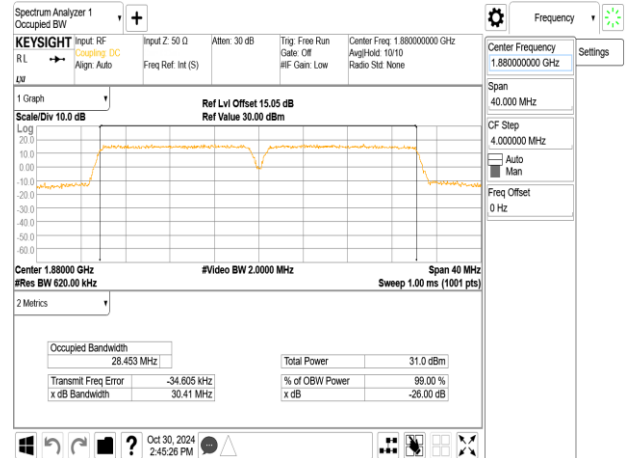 Spectrum Analyzer 1
Occupied BW
Frequency
KEYSIGHT
R L
LXI
Input: RF
Coupling: DC
Align: Auto
Input Z: 50 Ω
Freq Ref: Int (S)
Atten: 30 dB
Trig: Free Run
Gate: Off
#IF Gain: Low
Center Freq: 1.880000000 GHz
Avg|Hold: 10/10
Radio Std: None
Center Frequency
1.880000000 GHz
Settings
Span
40.000 MHz
CF Step
4.000000 MHz
Auto
Man
Freq Offset
0 Hz
1 Graph
Scale/Div 10.0 dB
Ref Lvl Offset 15.05 dB
Ref Value 30.00 dBm
Log
20.0
10.0
0.00
-10.0
-20.0
-30.0
-40.0
-50.0
-60.0
Center 1.88000 GHz
#Res BW 620.00 kHz
#Video BW 2.0000 MHz
Span 40 MHz
Sweep 1.00 ms (1001 pts)
2 Metrics
Occupied Bandwidth
28.453 MHz
Total Power 31.0 dBm
Transmit Freq Error -34.605 kHz
% of OBW Power 99.00 %
x dB Bandwidth 30.41 MHz
x dB -26.00 dB
?
Oct 30, 2024
2:45:26 PM